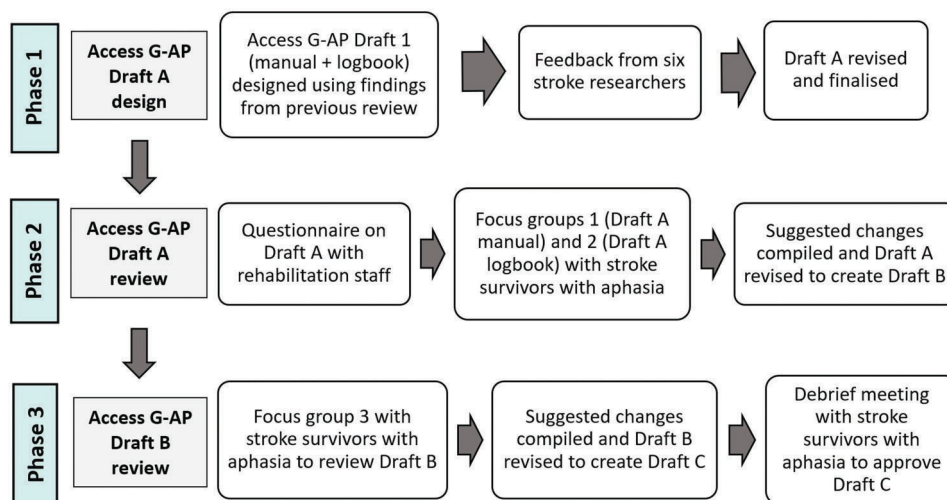 Phase 1
Access G-AP
Draft A
design
Access G-AP Draft 1
(manual + logbook)
designed using findings
from previous review
Feedback from six
stroke researchers
Draft A revised
and finalised
Phase 2
Access G-AP
Draft A
review
Questionnaire on
Draft A with
rehabilitation staff
Focus groups 1 (Draft A
manual) and 2 (Draft A
logbook) with stroke
survivors with aphasia
Suggested changes
compiled and Draft A
revised to create Draft B
Phase 3
Access G-AP
Draft B
review
Focus group 3 with
stroke survivors with
aphasia to review Draft B
Suggested changes
compiled and Draft B
revised to create Draft C
Debrief meeting
with stroke
survivors with
aphasia to approve
Draft C